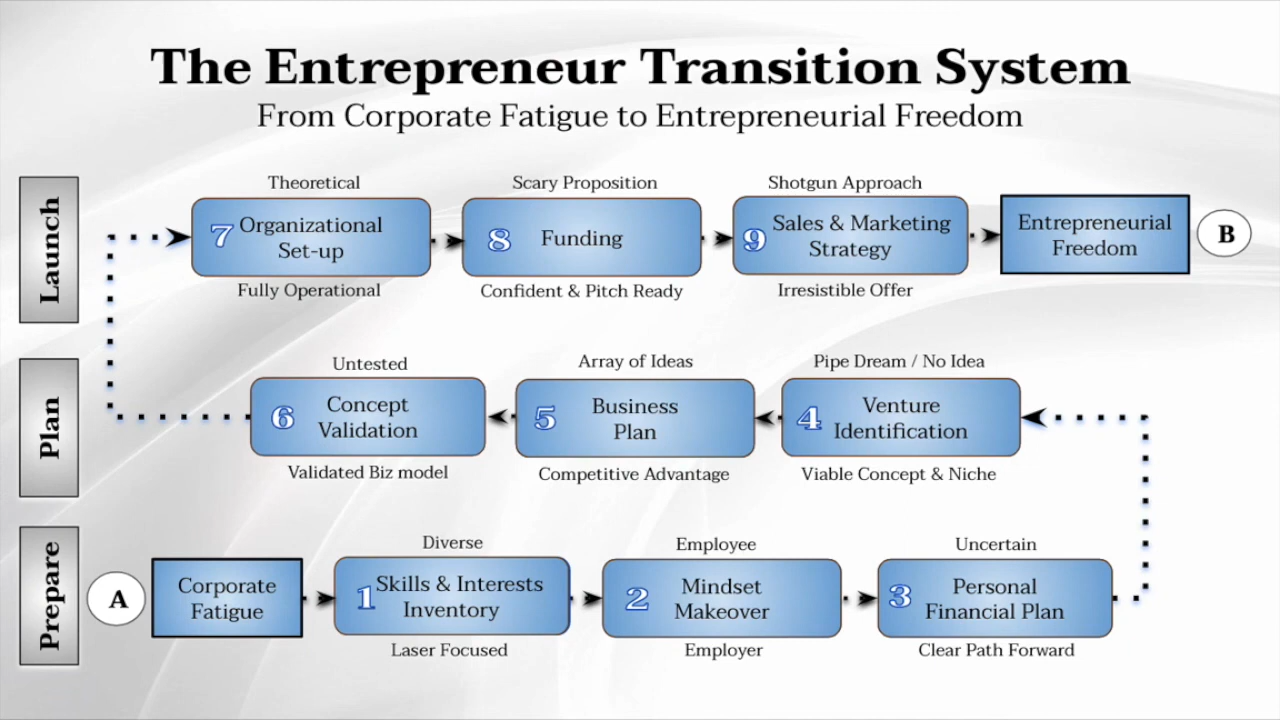 The Entrepreneur Transition System
From Corporate Fatigue to Entrepreneurial Freedom
Launch
Theoretical
7 Organizational
Set-up
Fully Operational
Scary Proposition
8 Funding
Confident & Pitch Ready
Shotgun Approach
9 Sales & Marketing
Strategy
Irresistible Offer
Entrepreneurial
Freedom
B
Plan
Untested
6 Concept
Validation
Validated Biz model
Array of Ideas
5 Business
Plan
Competitive Advantage
Pipe Dream / No Idea
4 Venture
Identification
Viable Concept & Niche
Prepare
A
Corporate
Fatigue
Diverse
1 Skills & Interests
Inventory
Laser Focused
Employee
2 Mindset
Makeover
Employer
Uncertain
3 Personal
Financial Plan
Clear Path Forward